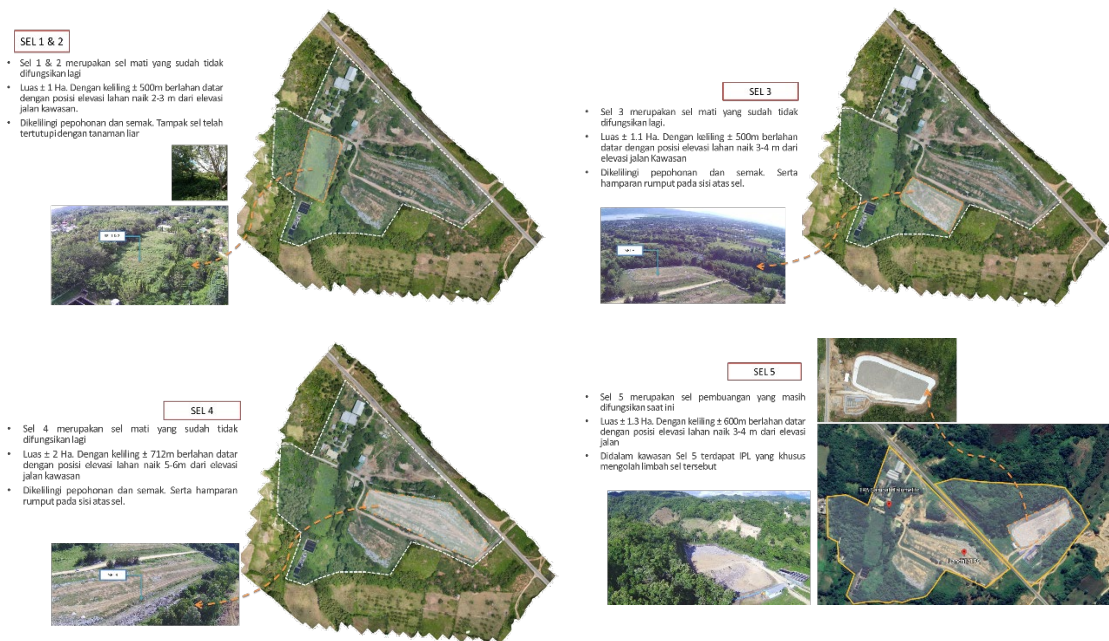 SEL 1 & 2
• Sel 1 & 2 merupakan sel mati yang sudah tidak
difungsikan lagi
• Luas ± 1 Ha. Dengan keliling ± 500m berlahan datar
dengan posisi elevasi lahan naik 2-3 m dari elevasi
jalan kawasan.
• Dikelilingi pepohonan dan semak. Tampak sel telah
tertutupi dengan tanaman liar
SEL 3
• Sel 3 merupakan sel mati yang sudah tidak
difungsikan lagi.
• Luas ± 1.1 Ha. Dengan keliling ± 500m berlahan
datar dengan posisi elevasi lahan naik 3-4 m dari
elevasi jalan Kawasan
• Dikelilingi pepohonan dan semak. Serta
hamparan rumput pada sisi atas sel.
SEL 4
• Sel 4 merupakan sel mati yang sudah tidak
difungsikan lagi
• Luas ± 2 Ha. Dengan keliling ± 712m berlahan datar
dengan posisi elevasi lahan naik 5-6m dari elevasi
jalan kawasan
• Dikelilingi pepohonan dan semak. Serta hamparan
rumput pada sisi atas sel.
SEL 5
• Sel 5 merupakan sel pembuangan yang masih
difungsikan saat ini
• Luas ± 1.3 Ha. Dengan keliling ± 600m berlahan datar
dengan posisi elevasi lahan naik 3-4 m dari elevasi
jalan
• Didalam kawasan Sel 5 terdapat IPL yang khusus
mengolah limbah sel tersebut